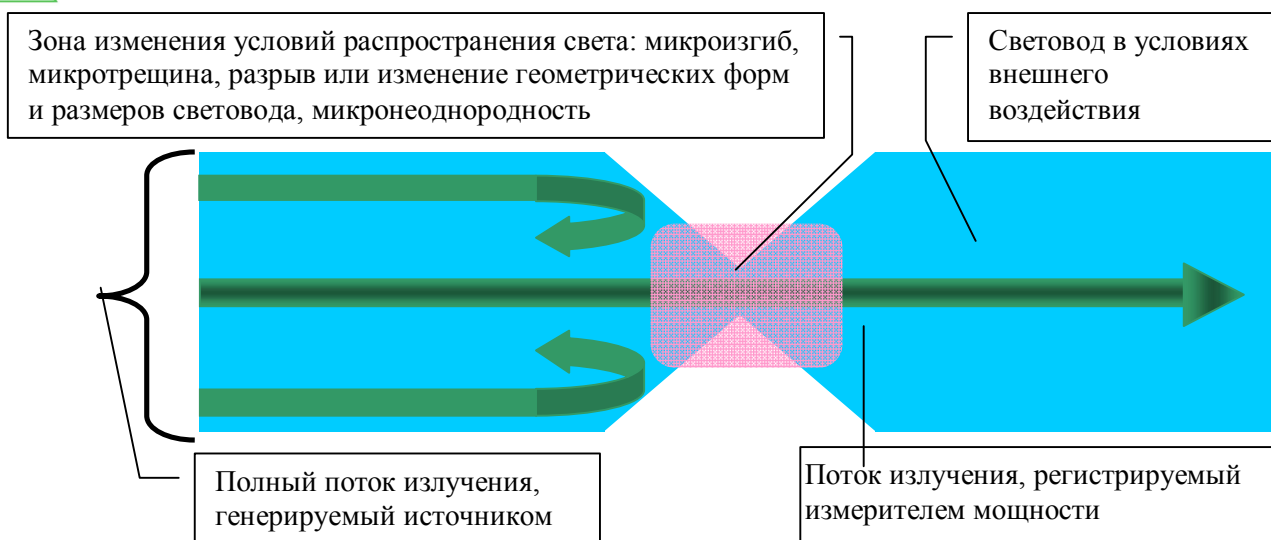 Зона изменения условий распространения света: микроизгиб,
микротрещина, разрыв или изменение геометрических форм
и размеров световода, микронеоднородность
Световод в условиях
внешнего
воздействия
Полный поток излучения,
генерируемый источником
Поток излучения, регистрируемый
измерителем мощности